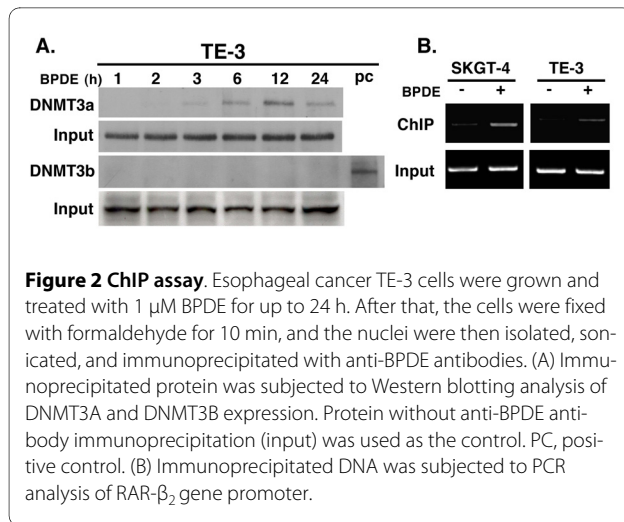 A.
TE-3
BPDE (h) 1 2 3 6 12 24 pc
DNMT3a
Input
DNMT3b
Input
B.
SKGT-4 TE-3
BPDE - + - +
ChIP
Input
Figure 2 ChIP assay. Esophageal cancer TE-3 cells were grown and
treated with 1 μM BPDE for up to 24 h. After that, the cells were fixed
with formaldehyde for 10 min, and the nuclei were then isolated, son-
icated, and immunoprecipitated with anti-BPDE antibodies. (A) Immu-
noprecipitated protein was subjected to Western blotting analysis of
DNMT3A and DNMT3B expression. Protein without anti-BPDE anti-
body immunoprecipitation (input) was used as the control. PC, posi-
tive control. (B) Immunoprecipitated DNA was subjected to PCR
analysis of RAR-β₂ gene promoter.